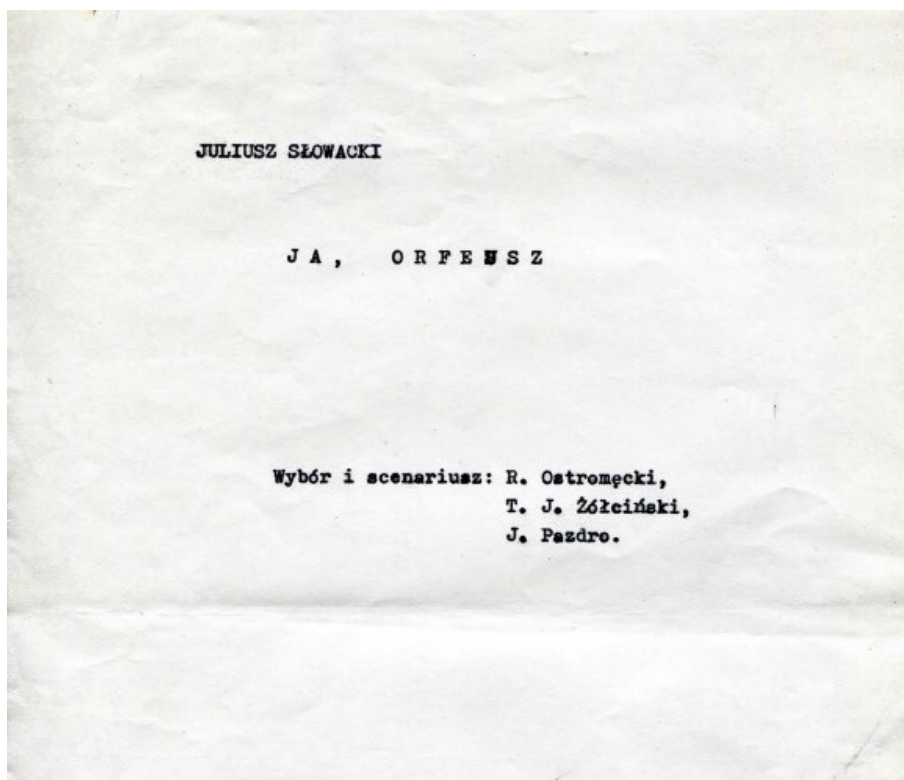 JULIUSZ SŁOWACKI
J A ,   O R F E U S Z
Wybór i scenariusz: R. Ostromęcki,
T. J. Żółciński,
J. Pazdro.